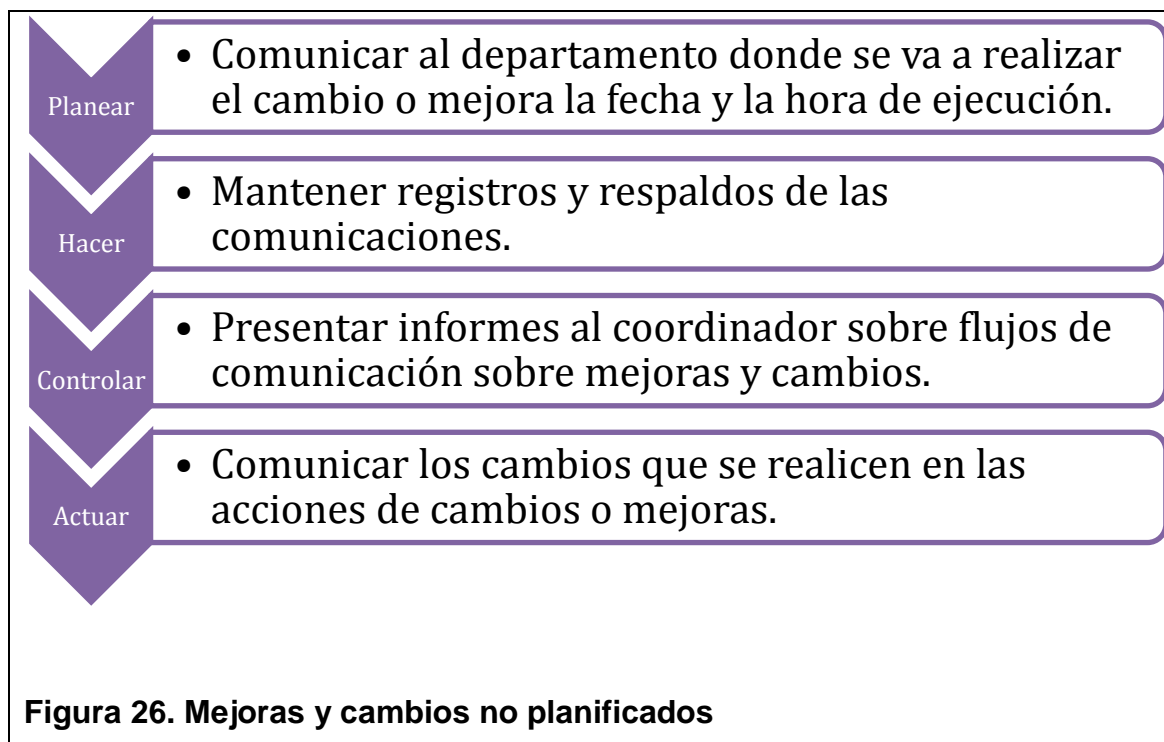 Planear
• Comunicar al departamento donde se va a realizar
el cambio o mejora la fecha y la hora de ejecución.
Hacer
• Mantener registros y respaldos de las
comunicaciones.
Controlar
• Presentar informes al coordinador sobre flujos de
comunicación sobre mejoras y cambios.
Actuar
• Comunicar los cambios que se realicen en las
acciones de cambios o mejoras.
Figura 26. Mejoras y cambios no planificados